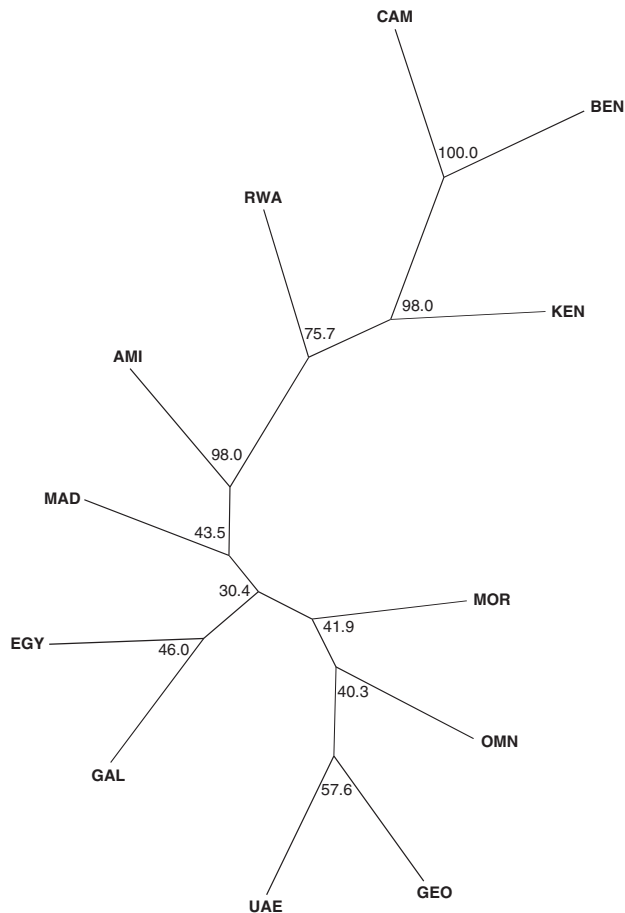 CAM
BEN
100.0
RWA
98.0
KEN
75.7
AMI
98.0
MAD
43.5
30.4
MOR
41.9
EGY
46.0
40.3
OMN
GAL
57.6
GEO
UAE